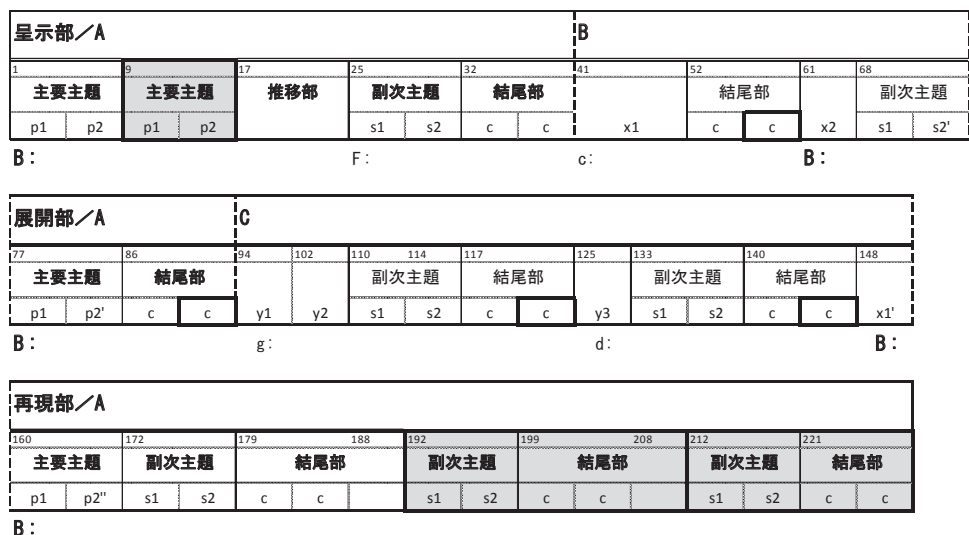 呈示部／A B
1 9 17 25 32 41 52 61 68
主要主題 主要主題 推移部 副次主題 結尾部 結尾部 副次主題
p1 p2 p1 p2 s1 s2 c c x1 c c x2 s1 s2'
B： F： c： B：
展開部／A C
77 86 94 102 110 114 117 125 133 140 148
主要主題 結尾部 副次主題 結尾部 副次主題 結尾部
p1 p2' c c y1 y2 s1 s2 c c y3 s1 s2 c c x1'
B： g： d： B：
再現部／A
160 172 179 188 192 199 208 212 221
主要主題 副次主題 結尾部 副次主題 結尾部 副次主題 結尾部
p1 p2" s1 s2 c c s1 s2 c c s1 s2 c c
B：